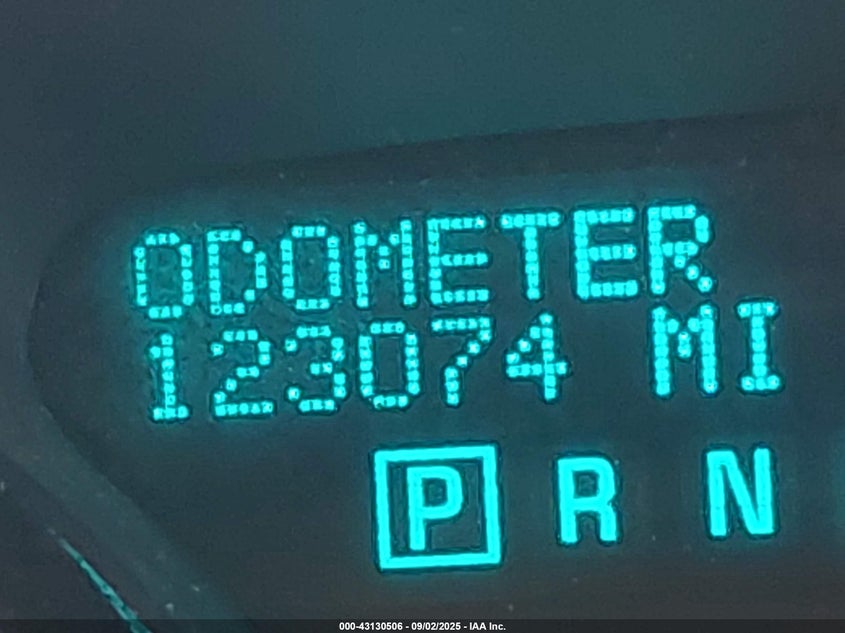 ODOMETER
123074 MI
P R N
000-43130506 - 09/02/2025 - IAA Inc.